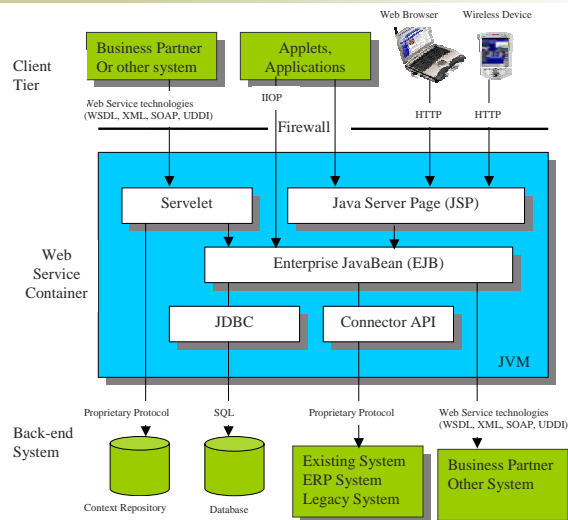 Web Browser
Wireless Device
Client
Tier
Business Partner
Or other system
Applets,
Applications
Web Service technologies
(WSDL, XML, SOAP, UDDI)
IIOP
Firewall
HTTP
HTTP
Servelet
Java Server Page (JSP)
Enterprise JavaBean (EJB)
Web
Service
Container
JDBC
Connector API
JVM
Proprietary Protocol
SQL
Proprietary Protocol
Web Service technologies
(WSDL, XML, SOAP, UDDI)
Back-end
System
Existing System
ERP System
Legacy System
Business Partner
Other System
Context Repository
Database